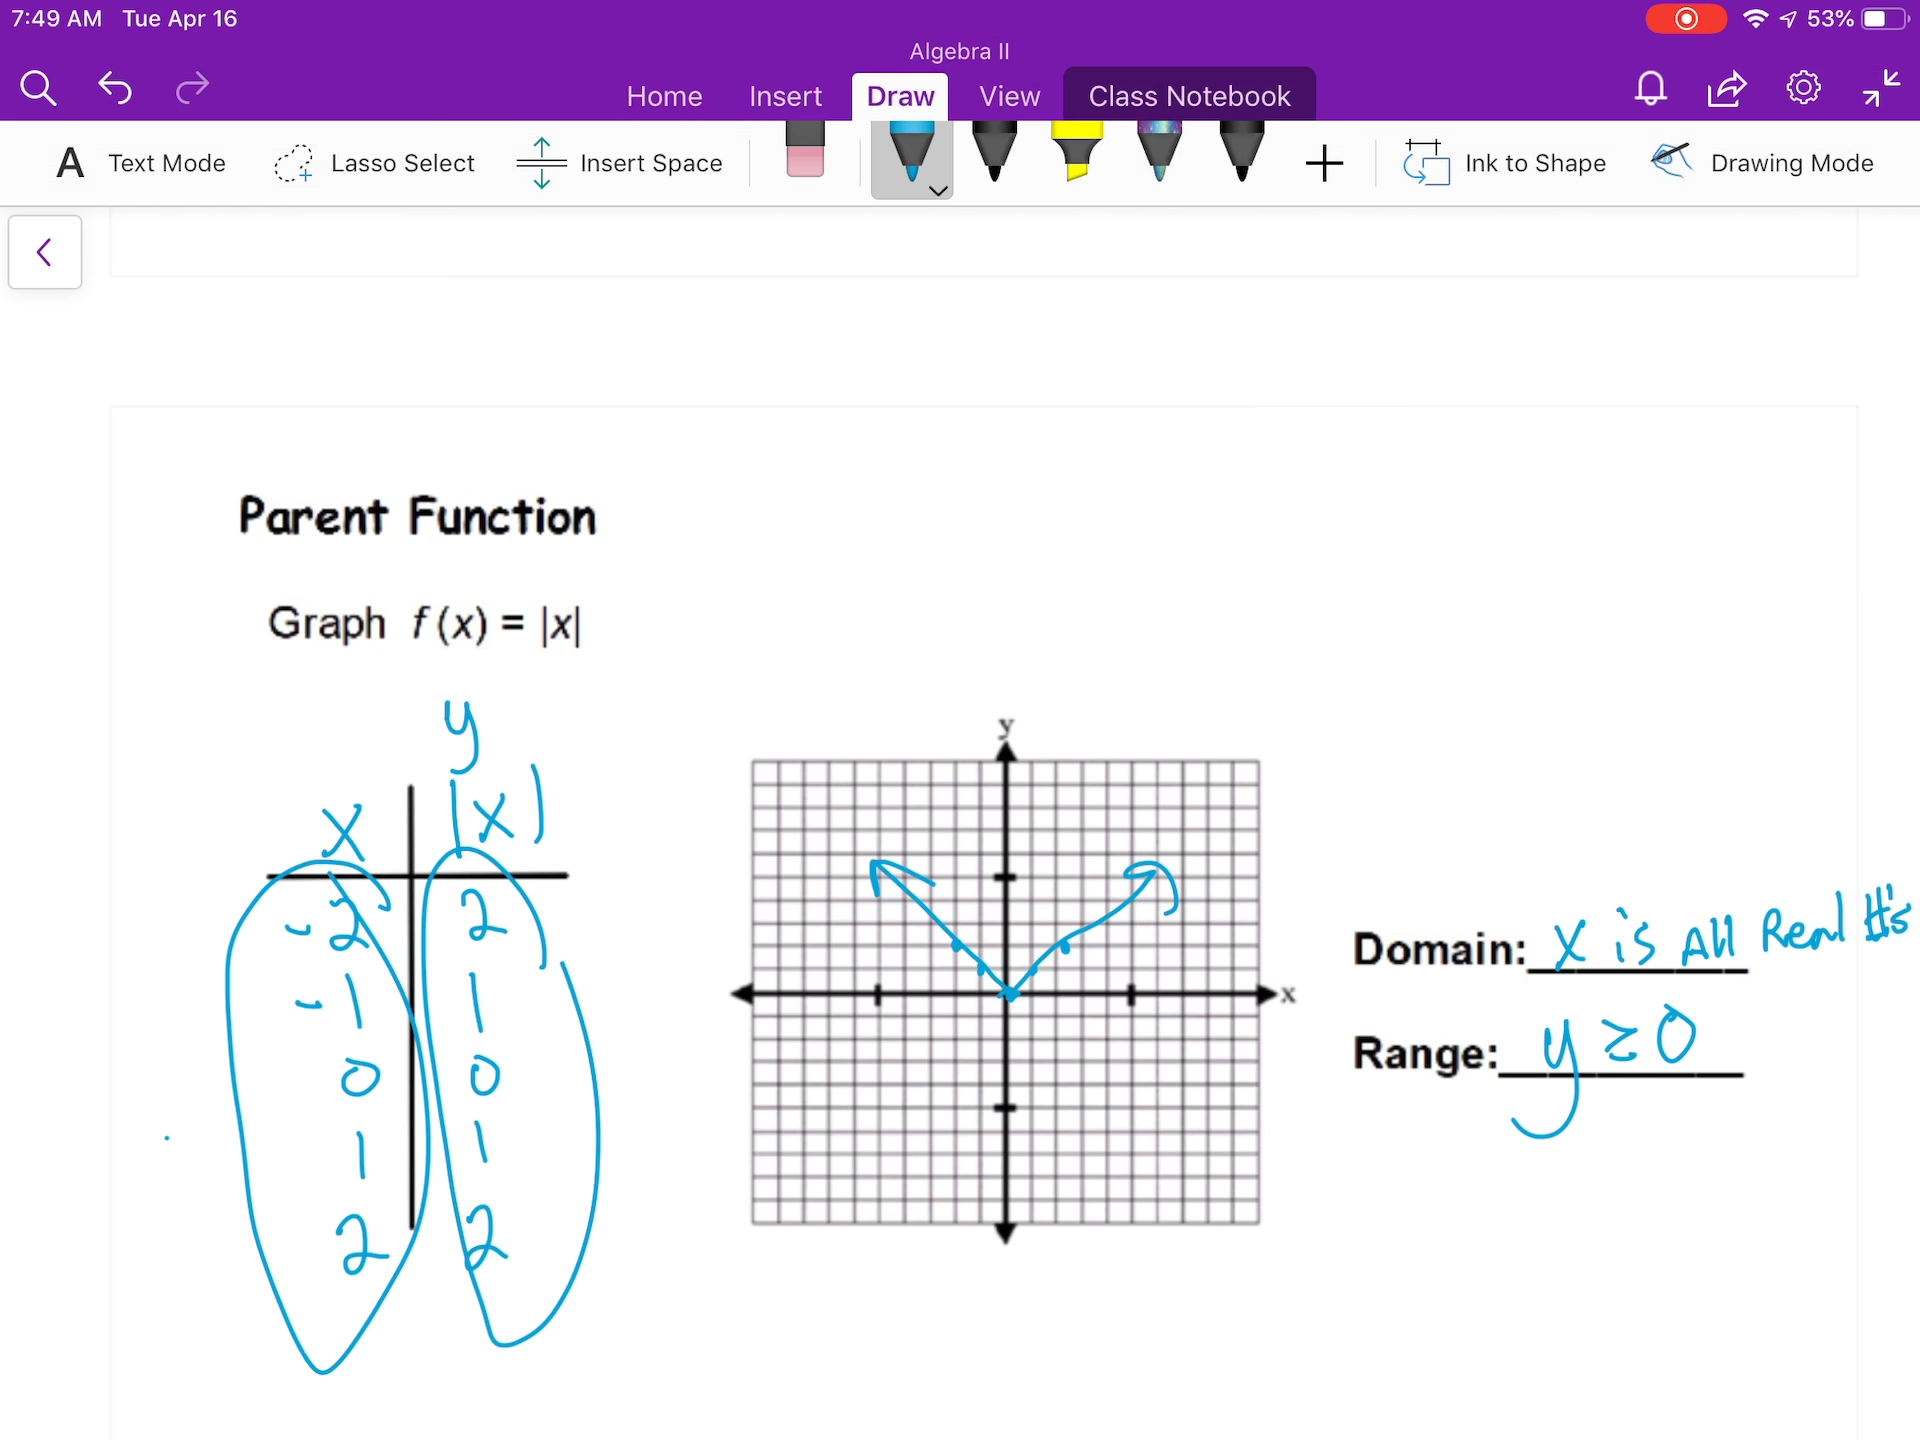 7:49 AM Tue Apr 16
53%
Algebra II
Home Insert Draw View Class Notebook
A Text Mode Lasso Select Insert Space Ink to Shape Drawing Mode
Parent Function
Graph f(x) = |x|
y
x |x|
-2 2
-1 1
0 0
1 1
2 2
y
x
Domain: x is All Real #'s
Range: y ≥ 0